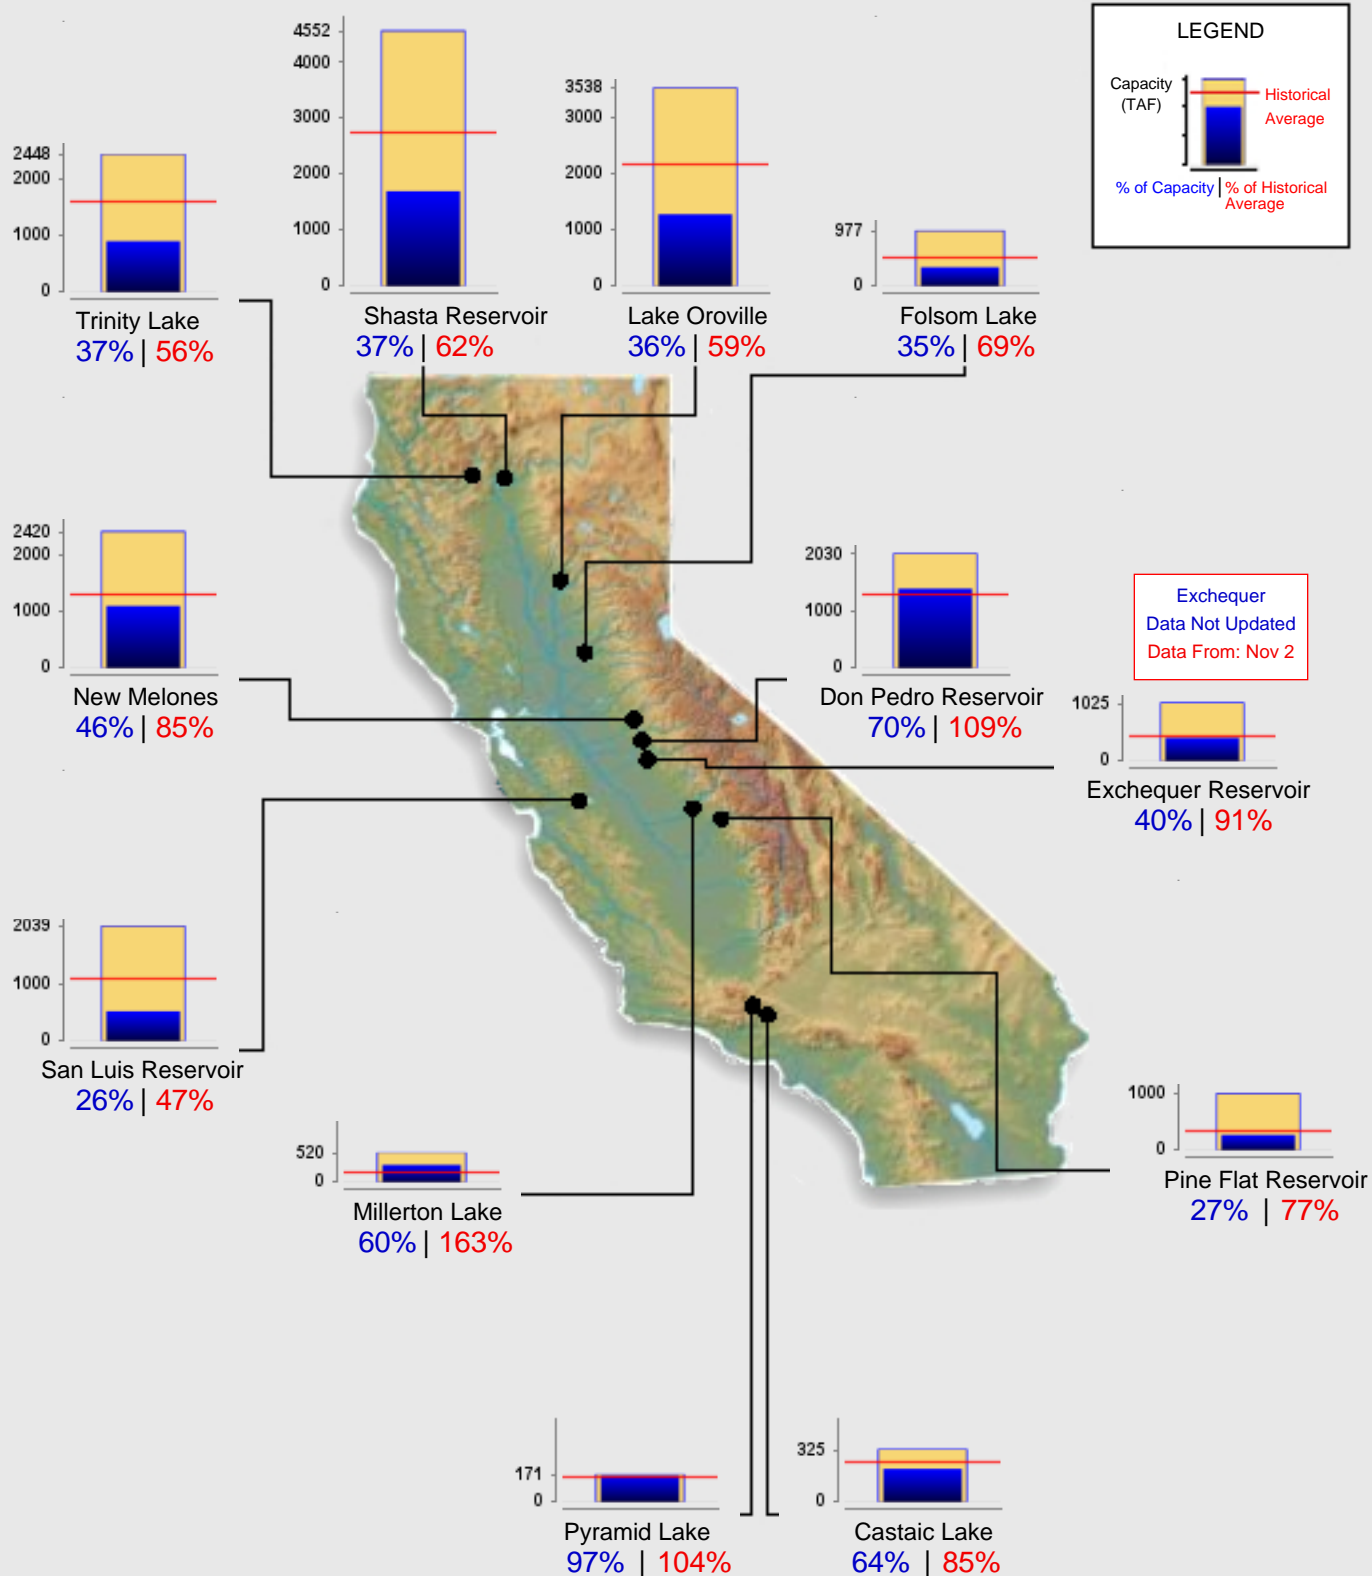 LEGEND
Capacity
(TAF)
Historical
Average
% of Capacity | % of Historical
Average
4552
4000
3000
2000
1000
0
Shasta Reservoir
37% | 62%
3538
3000
2000
1000
0
Lake Oroville
36% | 59%
2448
2000
1000
0
Trinity Lake
37% | 56%
977
0
Folsom Lake
35% | 69%
2420
2000
1000
0
New Melones
46% | 85%
2030
1000
0
Don Pedro Reservoir
70% | 109%
Exchequer
Data Not Updated
Data From: Nov 2
1025
0
Exchequer Reservoir
40% | 91%
2039
1000
0
San Luis Reservoir
26% | 47%
520
0
Millerton Lake
60% | 163%
1000
0
Pine Flat Reservoir
27% | 77%
171
0
Pyramid Lake
97% | 104%
325
0
Castaic Lake
64% | 85%